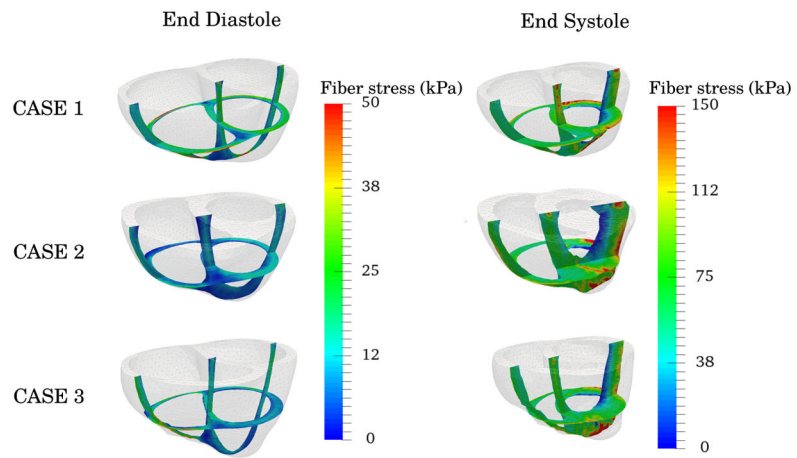 End Diastole
End Systole
CASE 1
Fiber stress (kPa)
50
38
25
12
0
Fiber stress (kPa)
150
112
75
38
0
CASE 2
CASE 3